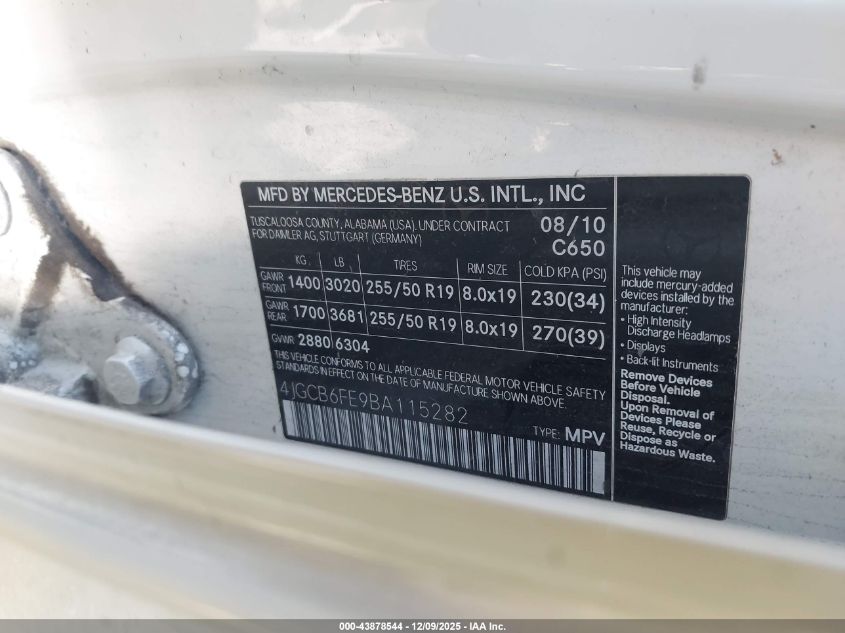 MFD BY MERCEDES-BENZ U.S. INTL., INC
TUSCALOOSA COUNTY, ALABAMA (USA). UNDER CONTRACT
FOR DAIMLER AG, STUTTGART (GERMANY)
08/10
C650
KG LB TIRES RIM SIZE COLD KPA (PSI)
GAWR FRONT 1400 3020 255/50 R19 8.0x19 230(34)
GAWR REAR 1700 3681 255/50 R19 8.0x19 270(39)
GVWR 2880 6304
THIS VEHICLE CONFORMS TO ALL APPLICABLE FEDERAL MOTOR VEHICLE SAFETY
STANDARDS IN EFFECT ON THE DATE OF MANUFACTURE SHOWN ABOVE.
4JGCB6FE9BA115282
TYPE: MPV
This vehicle may
include mercury-added
devices installed by the
manufacturer:
• High Intensity
Discharge Headlamps
• Displays
• Back-lit Instruments
Remove Devices
Before Vehicle
Disposal.
Upon Removal of
Devices Please
Reuse, Recycle or
Dispose as
Hazardous Waste.
000-43878544 - 12/09/2025 - IAA Inc.